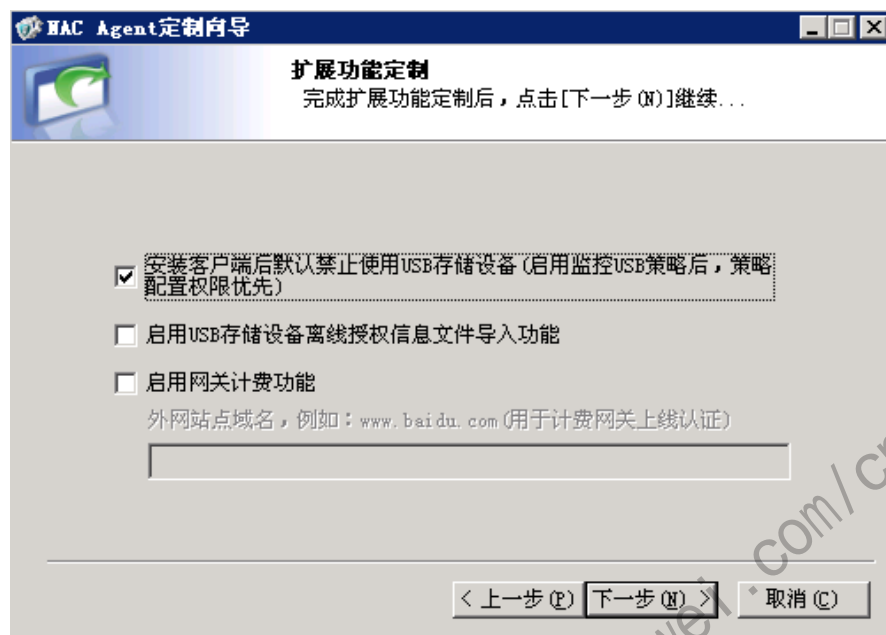 NAC Agent定制向导
扩展功能定制
完成扩展功能定制后，点击[下一步(N)]继续...
安装客户端后默认禁止使用USB存储设备(启用监控USB策略后，策略
配置权限优先)
启用USB存储设备离线授权信息文件导入功能
启用网关计费功能
外网站点域名，例如：www.baidu.com(用于计费网关上线认证)
< 上一步(P) 下一步(N) > 取消(C)
wei.com/cn